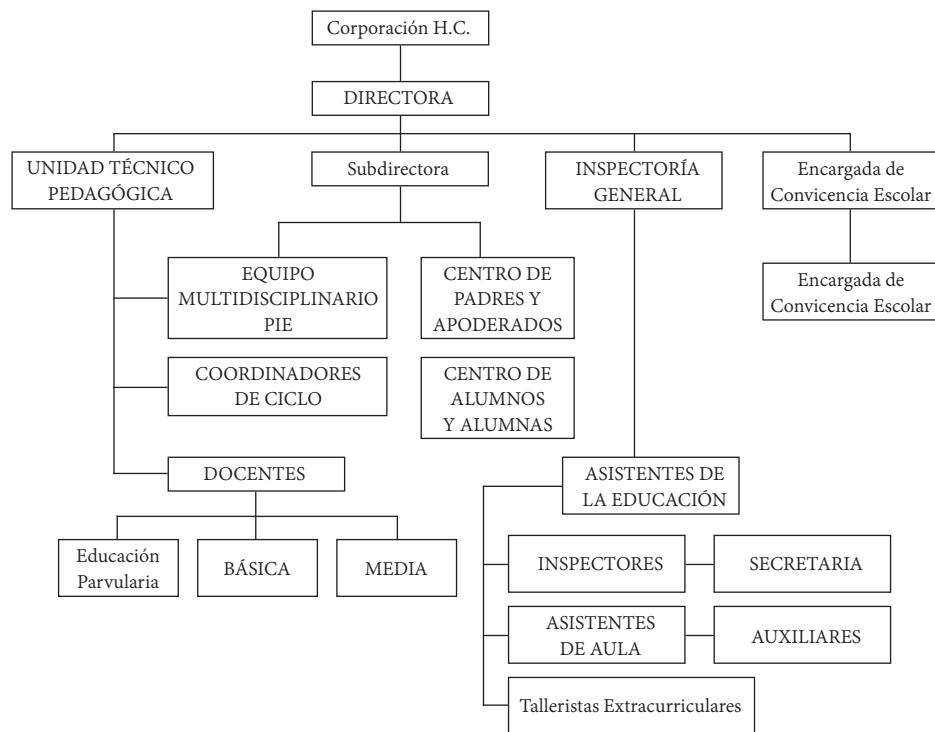 Corporación H.C.
DIRECTORA
UNIDAD TÉCNICO
PEDAGÓGICA
Subdirectora
INSPECTORÍA
GENERAL
Encargada de
Convicencia Escolar
EQUIPO
MULTIDISCIPLINARIO
PIE
CENTRO DE
PADRES Y
APODERADOS
Encargada de
Convicencia Escolar
COORDINADORES
DE CICLO
CENTRO DE
ALUMNOS
Y ALUMNAS
DOCENTES
ASISTENTES DE
LA EDUCACIÓN
Educación
Parvularia
BÁSICA
MEDIA
INSPECTORES
SECRETARIA
ASISTENTES
DE AULA
AUXILIARES
Talleristas Extracurriculares